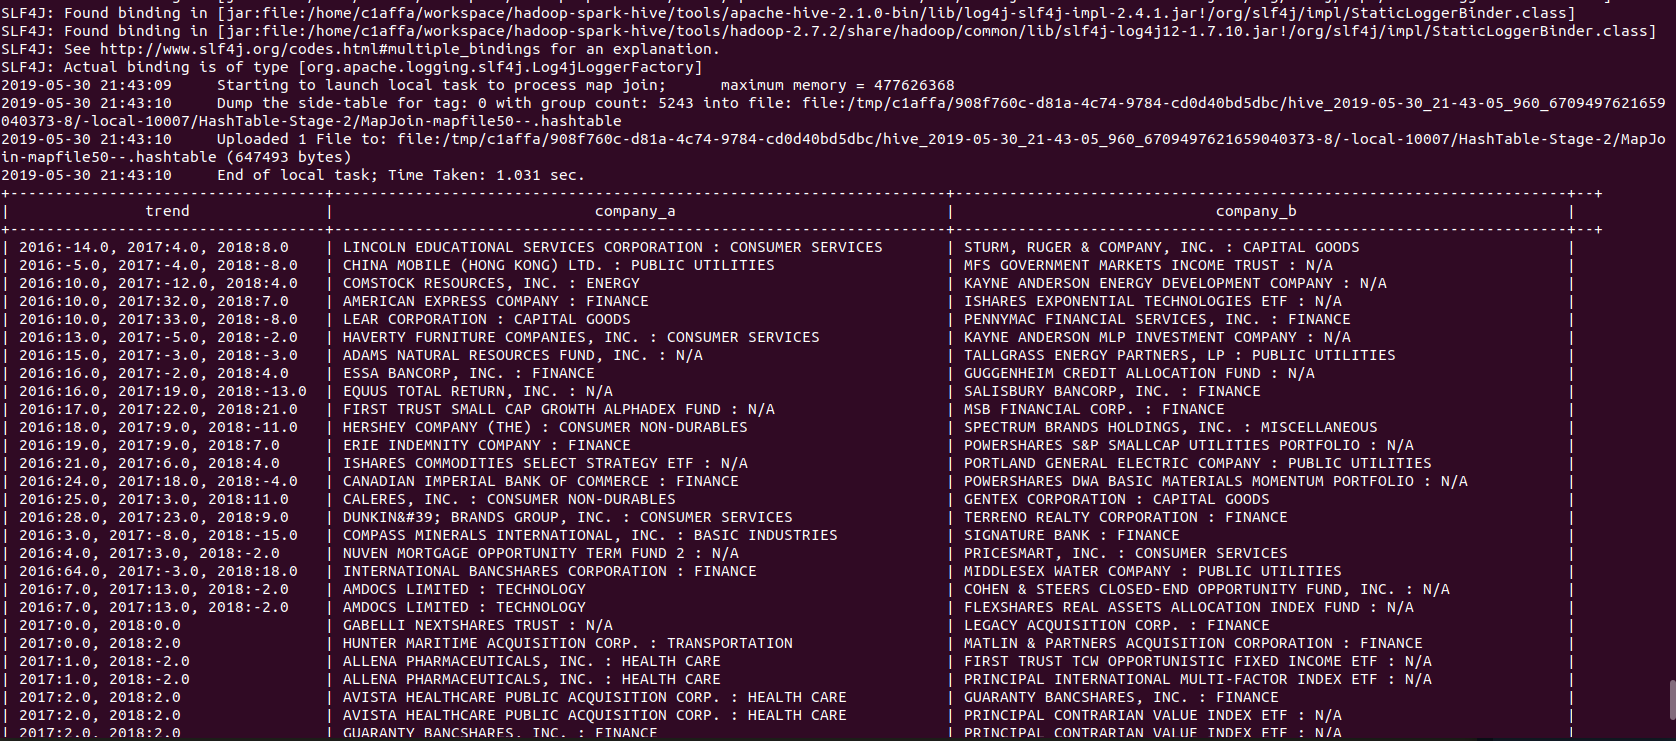 SLF4J: Found binding in [jar:file:/home/c1affa/workspace/hadoop-spark-hive/tools/apache-hive-2.1.0-bin/lib/log4j-slf4j-impl-2.4.1.jar!/org/slf4j/impl/StaticLoggerBinder.class]
SLF4J: Found binding in [jar:file:/home/c1affa/workspace/hadoop-spark-hive/tools/hadoop-2.7.2/share/hadoop/common/lib/slf4j-log4j12-1.7.10.jar!/org/slf4j/impl/StaticLoggerBinder.class]
SLF4J: See http://www.slf4j.org/codes.html#multiple_bindings for an explanation.
SLF4J: Actual binding is of type [org.apache.logging.slf4j.Log4jLoggerFactory]
2019-05-30 21:43:09     Starting to launch local task to process map join;      maximum memory = 477626368
2019-05-30 21:43:10     Dump the side-table for tag: 0 with group count: 5243 into file: file:/tmp/c1affa/908f760c-d81a-4c74-9784-cd0d40bd5dbc/hive_2019-05-30_21-43-05_960_6709497621659
040373-8/-local-10007/HashTable-Stage-2/MapJoin-mapfile50--.hashtable
2019-05-30 21:43:10     Uploaded 1 File to: file:/tmp/c1affa/908f760c-d81a-4c74-9784-cd0d40bd5dbc/hive_2019-05-30_21-43-05_960_6709497621659040373-8/-local-10007/HashTable-Stage-2/MapJo
in-mapfile50--.hashtable (647493 bytes)
2019-05-30 21:43:10     End of local task; Time Taken: 1.031 sec.
| trend | company_a | company_b |
| 2016:-14.0, 2017:4.0, 2018:8.0 | LINCOLN EDUCATIONAL SERVICES CORPORATION : CONSUMER SERVICES | STURM, RUGER & COMPANY, INC. : CAPITAL GOODS |
| 2016:-5.0, 2017:-4.0, 2018:-8.0 | CHINA MOBILE (HONG KONG) LTD. : PUBLIC UTILITIES | MFS GOVERNMENT MARKETS INCOME TRUST : N/A |
| 2016:10.0, 2017:-12.0, 2018:4.0 | COMSTOCK RESOURCES, INC. : ENERGY | KAYNE ANDERSON ENERGY DEVELOPMENT COMPANY : N/A |
| 2016:10.0, 2017:32.0, 2018:7.0 | AMERICAN EXPRESS COMPANY : FINANCE | ISHARES EXPONENTIAL TECHNOLOGIES ETF : N/A |
| 2016:10.0, 2017:33.0, 2018:-8.0 | LEAR CORPORATION : CAPITAL GOODS | PENNYMAC FINANCIAL SERVICES, INC. : FINANCE |
| 2016:13.0, 2017:-5.0, 2018:-2.0 | HAVERTY FURNITURE COMPANIES, INC. : CONSUMER SERVICES | KAYNE ANDERSON MLP INVESTMENT COMPANY : N/A |
| 2016:15.0, 2017:-3.0, 2018:-3.0 | ADAMS NATURAL RESOURCES FUND, INC. : N/A | TALLGRASS ENERGY PARTNERS, LP : PUBLIC UTILITIES |
| 2016:16.0, 2017:-2.0, 2018:4.0 | ESSA BANCORP, INC. : FINANCE | GUGGENHEIM CREDIT ALLOCATION FUND : N/A |
| 2016:16.0, 2017:19.0, 2018:-13.0 | EQUUS TOTAL RETURN, INC. : N/A | SALISBURY BANCORP, INC. : FINANCE |
| 2016:17.0, 2017:22.0, 2018:21.0 | FIRST TRUST SMALL CAP GROWTH ALPHADEX FUND : N/A | MSB FINANCIAL CORP. : FINANCE |
| 2016:18.0, 2017:9.0, 2018:-11.0 | HERSHEY COMPANY (THE) : CONSUMER NON-DURABLES | SPECTRUM BRANDS HOLDINGS, INC. : MISCELLANEOUS |
| 2016:19.0, 2017:9.0, 2018:7.0 | ERIE INDEMNITY COMPANY : FINANCE | POWERSHARES S&P SMALLCAP UTILITIES PORTFOLIO : N/A |
| 2016:21.0, 2017:6.0, 2018:4.0 | ISHARES COMMODITIES SELECT STRATEGY ETF : N/A | PORTLAND GENERAL ELECTRIC COMPANY : PUBLIC UTILITIES |
| 2016:24.0, 2017:18.0, 2018:-4.0 | CANADIAN IMPERIAL BANK OF COMMERCE : FINANCE | POWERSHARES DWA BASIC MATERIALS MOMENTUM PORTFOLIO : N/A |
| 2016:25.0, 2017:3.0, 2018:11.0 | CALERES, INC. : CONSUMER NON-DURABLES | GENTEX CORPORATION : CAPITAL GOODS |
| 2016:28.0, 2017:23.0, 2018:9.0 | DUNKIN&#39; BRANDS GROUP, INC. : CONSUMER SERVICES | TERRENO REALTY CORPORATION : FINANCE |
| 2016:3.0, 2017:-8.0, 2018:-15.0 | COMPASS MINERALS INTERNATIONAL, INC. : BASIC INDUSTRIES | SIGNATURE BANK : FINANCE |
| 2016:4.0, 2017:3.0, 2018:-2.0 | NUVEN MORTGAGE OPPORTUNITY TERM FUND 2 : N/A | PRICESMART, INC. : CONSUMER SERVICES |
| 2016:64.0, 2017:-3.0, 2018:18.0 | INTERNATIONAL BANCSHARES CORPORATION : FINANCE | MIDDLESEX WATER COMPANY : PUBLIC UTILITIES |
| 2016:7.0, 2017:13.0, 2018:-2.0 | AMDOCS LIMITED : TECHNOLOGY | COHEN & STEERS CLOSED-END OPPORTUNITY FUND, INC. : N/A |
| 2016:7.0, 2017:13.0, 2018:-2.0 | AMDOCS LIMITED : TECHNOLOGY | FLEXSHARES REAL ASSETS ALLOCATION INDEX FUND : N/A |
| 2017:0.0, 2018:0.0 | GABELLI NEXTSHARES TRUST : N/A | LEGACY ACQUISITION CORP. : FINANCE |
| 2017:0.0, 2018:2.0 | HUNTER MARITIME ACQUISITION CORP. : TRANSPORTATION | MATLIN & PARTNERS ACQUISITION CORPORATION : FINANCE |
| 2017:1.0, 2018:-2.0 | ALLENA PHARMACEUTICALS, INC. : HEALTH CARE | FIRST TRUST TCW OPPORTUNISTIC FIXED INCOME ETF : N/A |
| 2017:1.0, 2018:-2.0 | ALLENA PHARMACEUTICALS, INC. : HEALTH CARE | PRINCIPAL INTERNATIONAL MULTI-FACTOR INDEX ETF : N/A |
| 2017:2.0, 2018:2.0 | AVISTA HEALTHCARE PUBLIC ACQUISITION CORP. : HEALTH CARE | GUARANTY BANCSHARES, INC. : FINANCE |
| 2017:2.0, 2018:2.0 | AVISTA HEALTHCARE PUBLIC ACQUISITION CORP. : HEALTH CARE | PRINCIPAL CONTRARIAN VALUE INDEX ETF : N/A |
| 2017:2.0, 2018:2.0 | GUARANTY BANCSHARES, INC. : FINANCE | PRINCIPAL CONTRARIAN VALUE INDEX ETF : N/A |